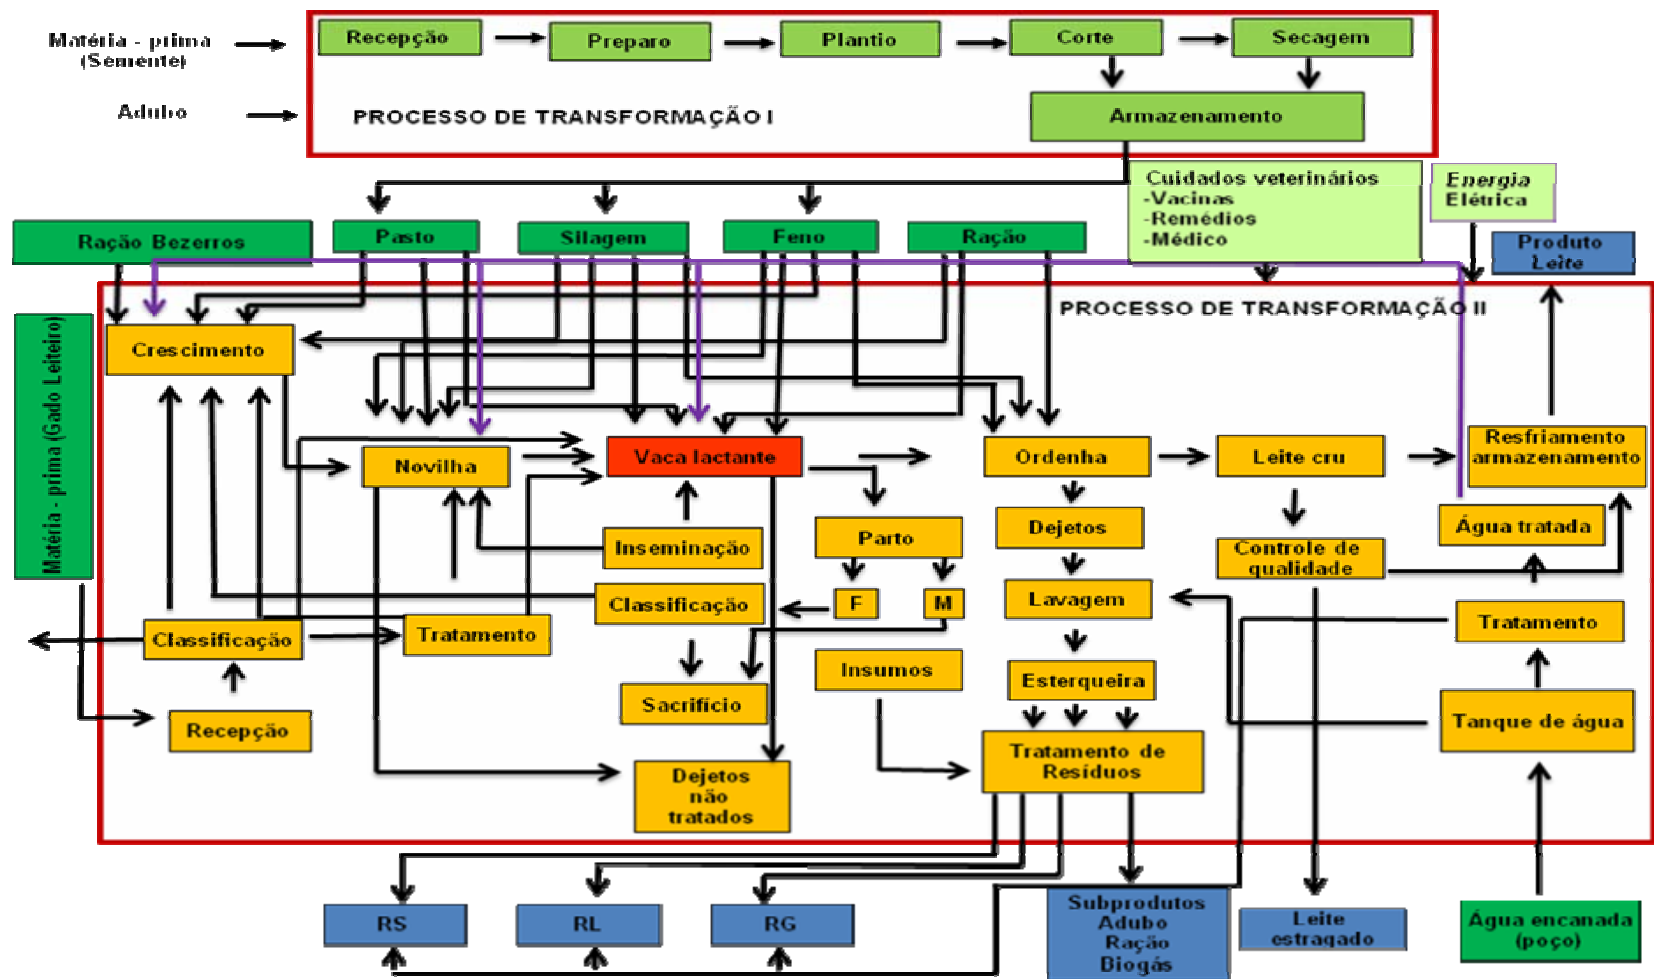 Matéria - prima
(Semente)
Recepção
Preparo
Plantio
Corte
Secagem
Adubo
PROCESSO DE TRANSFORMAÇÃO I
Armazenamento
Cuidados veterinários
-Vacinas
-Remédios
-Médico
Energia
Elétrica
Ração Bezerros
Pasto
Silagem
Feno
Ração
Produto
Leite
PROCESSO DE TRANSFORMAÇÃO II
Matéria - prima (Gado Leiteiro)
Crescimento
Novilha
Vaca lactante
Ordenha
Leite cru
Resfriamento
armazenamento
Inseminação
Parto
Dejetos
Controle de
qualidade
Água tratada
Classificação
F
M
Lavagem
Classificação
Tratamento
Tratamento
Insumos
Esterqueira
Sacrifício
Recepção
Tanque de água
Tratamento de
Resíduos
Dejetos
não
tratados
RS
RL
RG
Subprodutos
Adubo
Ração
Biogás
Leite
estragado
Água encanada
(poço)